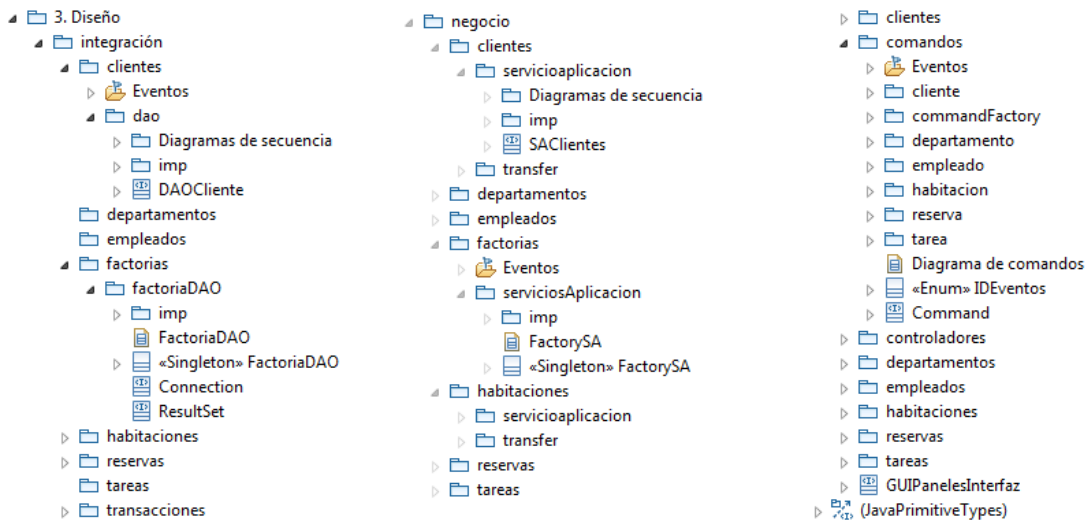 3. Diseño
integración
clientes
Eventos
dao
Diagramas de secuencia
imp
DAOCliente
departamentos
empleados
factorias
factoriaDAO
imp
FactoriaDAO
«Singleton» FactoriaDAO
Connection
ResultSet
habitaciones
reservas
tareas
transacciones
negocio
clientes
servicioaplicacion
Diagramas de secuencia
imp
SAClientes
transfer
departamentos
empleados
factorias
Eventos
serviciosAplicacion
imp
FactorySA
«Singleton» FactorySA
habitaciones
servicioaplicacion
transfer
reservas
tareas
clientes
comandos
Eventos
cliente
commandFactory
departamento
empleado
habitacion
reserva
tarea
Diagrama de comandos
«Enum» IDEventos
Command
controladores
departamentos
empleados
habitaciones
reservas
tareas
GUIPanelesInterfaz
(JavaPrimitiveTypes)